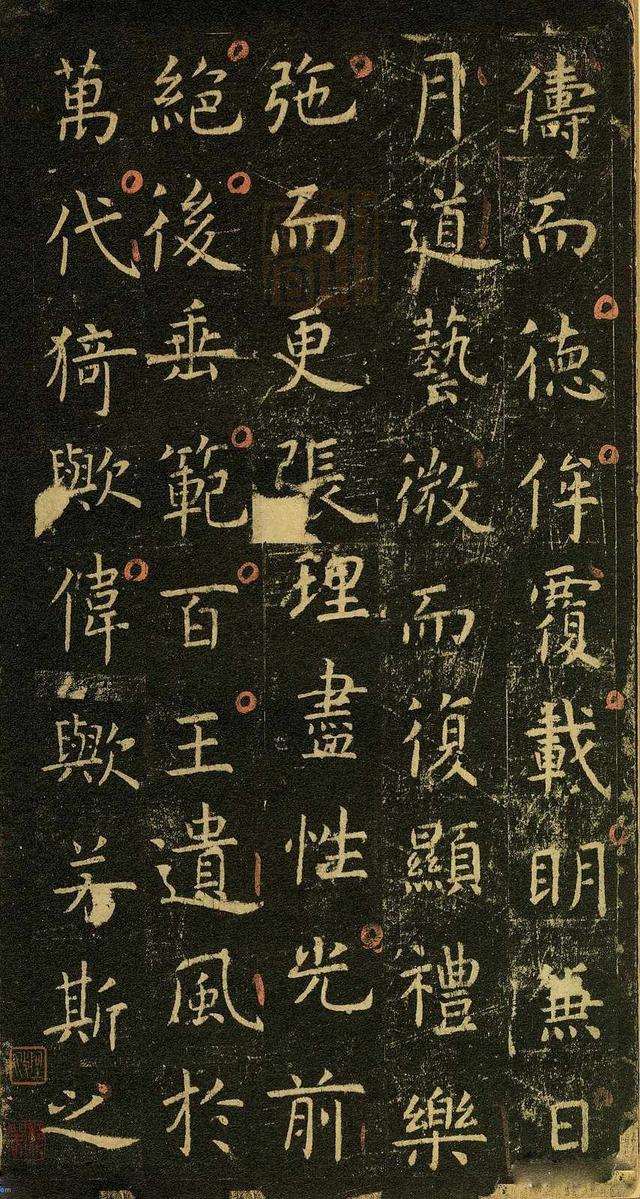 儔而德侔覆載明無日
月道藝微而復顯禮樂
弛而更張理盡性光前
絕後垂範百王遺風於
萬代猗歟偉歟若斯之